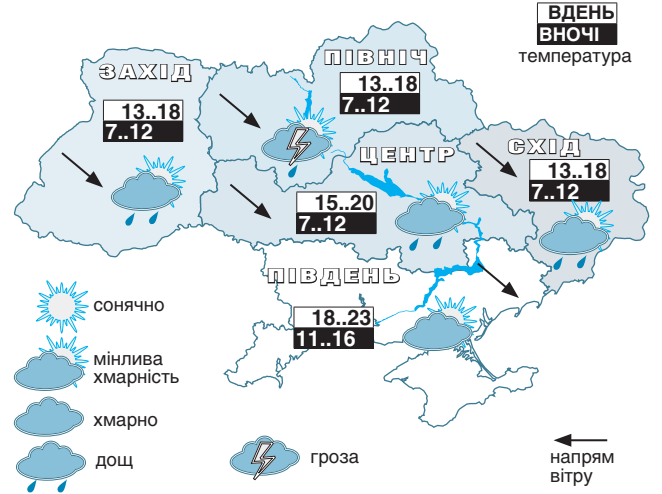 ВДЕНЬ
ВНОЧІ
температура
ЗАХІД
13..18
7..12
ПІВНІЧ
13..18
7..12
ЦЕНТР
15..20
7..12
СХІД
13..18
7..12
ПІВДЕНЬ
18..23
11..16
сонячно
мінлива
хмарність
хмарно
дощ
гроза
напрям
вітру